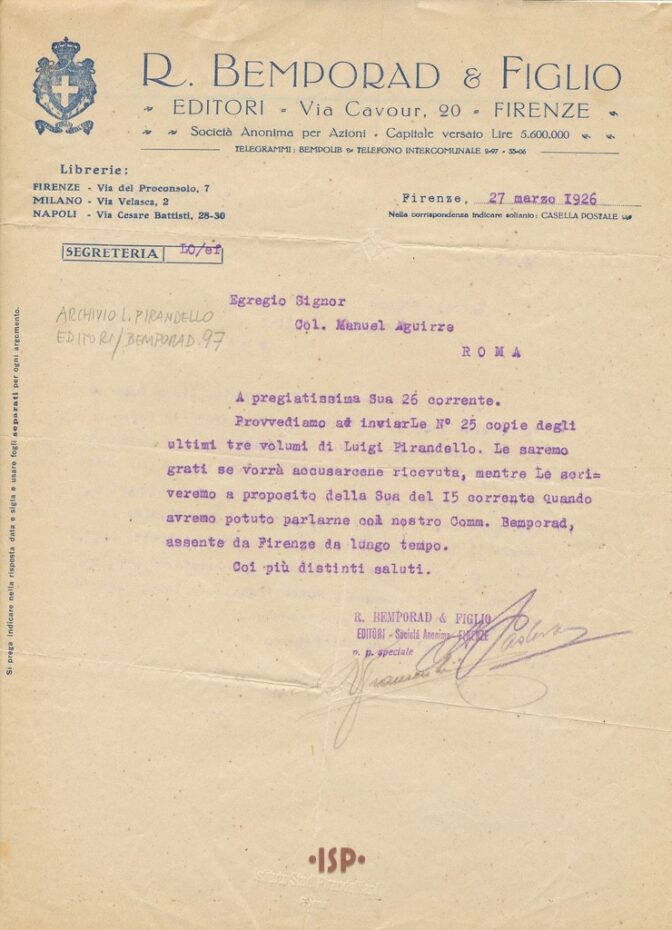 R. BEMPORAD & FIGLIO
EDITORI - Via Cavour, 20 - FIRENZE
Società Anonima per Azioni - Capitale versato Lire 5.600.000
TELEGRAMMI: BEMPOLIB TELEFONO INTERCOMUNALE 2-97 - 35-06
Librerie:
FIRENZE - Via del Proconsolo, 7
MILANO - Via Velasca, 2
NAPOLI - Via Cesare Battisti, 28-30
Firenze, 27 marzo I926
Nella corrispondenza indicare soltanto: CASELLA POSTALE
SEGRETERIA LO/ef
ARCHIVIO L. PIRANDELLO
EDITORI/BEMPORAD.97
Egregio Signor
Col. Manuel Aguirre
ROMA
A pregiatissima Sua 26 corrente.
Provvediamo ad inviarLe N° 25 copie degli
ultimi tre volumi di Luigi Pirandello. Le saremo
grati se vorrà accusarcene ricevuta, mentre Le scri=
veremo a proposito della Sua del I5 corrente quando
avremo potuto parlarne col nostro Comm. Bemporad,
assente da Firenze da lungo tempo.
Coi più distinti saluti.
R. BEMPORAD & FIGLIO
EDITORI - Società Anonima - FIRENZE
n. p. speciale
Si prega indicare nella risposta data e sigla e usare fogli separati per ogni argomento.
·ISP·